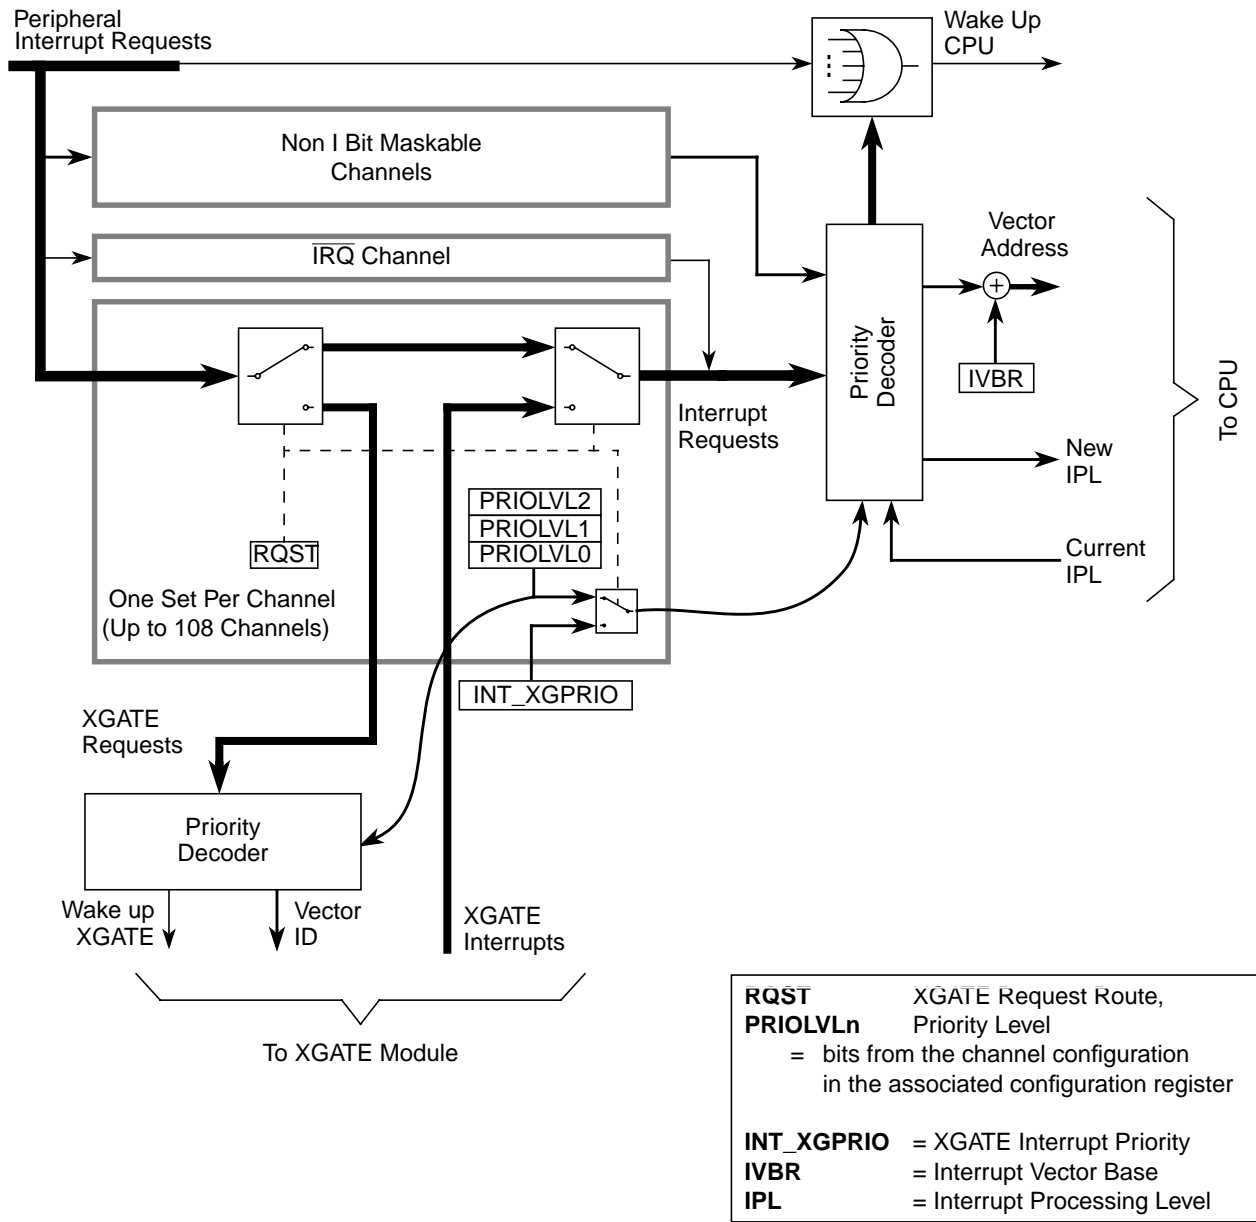 Peripheral
Interrupt Requests
Wake Up
CPU
Non I Bit Maskable
Channels
IRQ Channel
Vector
Address
Priority
Decoder
IVBR
To CPU
Interrupt
Requests
New
IPL
PRIOLVL2
PRIOLVL1
PRIOLVL0
RQST
Current
IPL
One Set Per Channel
(Up to 108 Channels)
INT_XGPRIO
XGATE
Requests
Priority
Decoder
Wake up
XGATE
Vector
ID
XGATE
Interrupts
To XGATE Module
RQST XGATE Request Route,
PRIOLVLn Priority Level
= bits from the channel configuration
in the associated configuration register
INT_XGPRIO = XGATE Interrupt Priority
IVBR = Interrupt Vector Base
IPL = Interrupt Processing Level